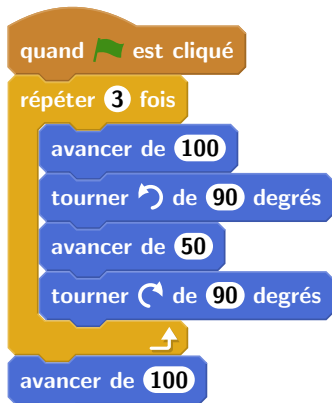 quand est cliqué
répéter 3 fois
avancer de 100
tourner de 90 degrés
avancer de 50
tourner de 90 degrés
avancer de 100